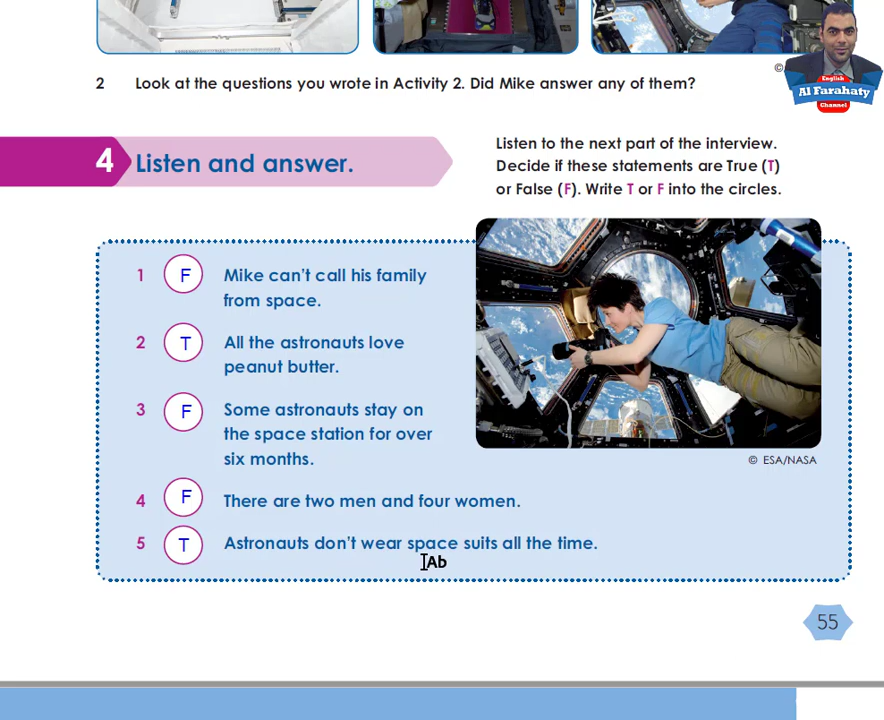 ©
English
Al Farahaty
Channel
2 Look at the questions you wrote in Activity 2. Did Mike answer any of them?
4 Listen and answer.
Listen to the next part of the interview.
Decide if these statements are True (T)
or False (F). Write T or F into the circles.
1 F Mike can't call his family
from space.
2 T All the astronauts love
peanut butter.
3 F Some astronauts stay on
the space station for over
six months.
© ESA/NASA
4 F There are two men and four women.
5 T Astronauts don't wear space suits all the time.
Ab
55